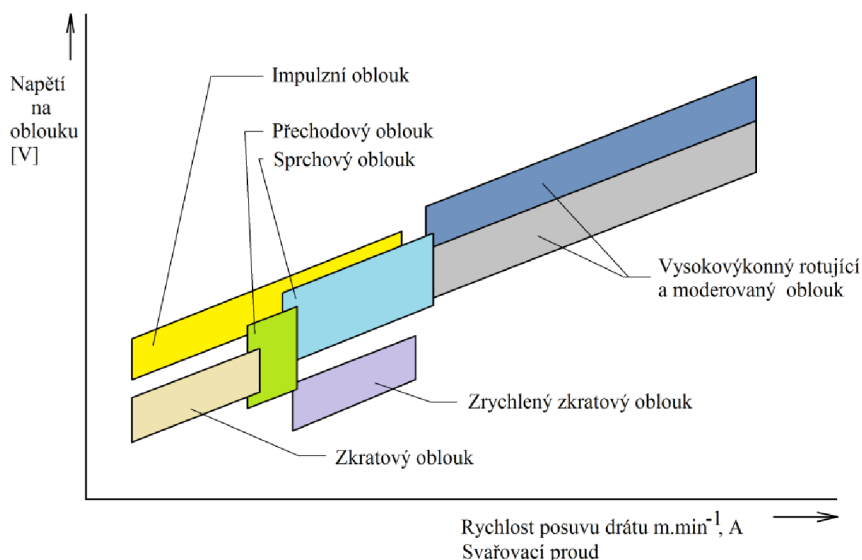 Napětí
na
oblouku
[V]
Impulzní oblouk
Přechodový oblouk
Sprchový oblouk
Vysokovýkonný rotující
a moderovaný oblouk
Zrychlený zkratový oblouk
Zkratový oblouk
Rychlost posuvu drátu m.min⁻¹, A
Svařovací proud